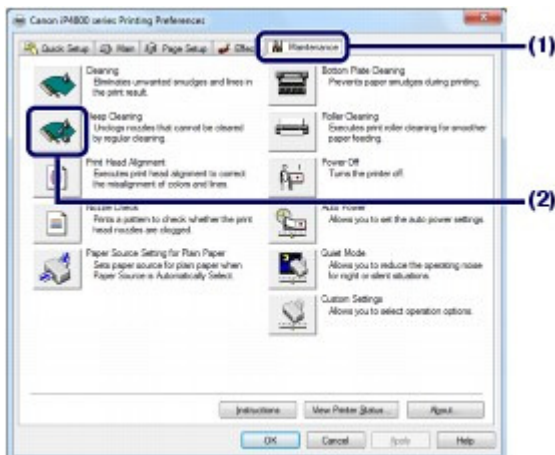 Canon iP4800 series Printing Preferences
Quick Setup Main Page Setup Effects Maintenance
(1)
Cleaning
Eliminates unwanted smudges and lines in
the print result.
Bottom Plate Cleaning
Prevents paper smudges during printing.
Deep Cleaning
Unclogs nozzles that cannot be cleared
by regular cleaning.
Roller Cleaning
Executes print roller cleaning for smoother
paper feeding.
Print Head Alignment
Executes print head alignment to correct
the misalignment of colors and lines.
Power Off
Turns the printer off.
(2)
Nozzle Check
Prints a pattern to check whether the print
head nozzles are clogged.
Auto Power
Allows you to set the auto power settings.
Paper Source Setting for Plain Paper
Sets paper source for plain paper when
Paper Source is Automatically Select.
Quiet Mode
Allows you to reduce the operating noise
for night or silent situations.
Custom Settings
Allows you to select operation options.
Instructions View Printer Status... About
OK Cancel Apply Help